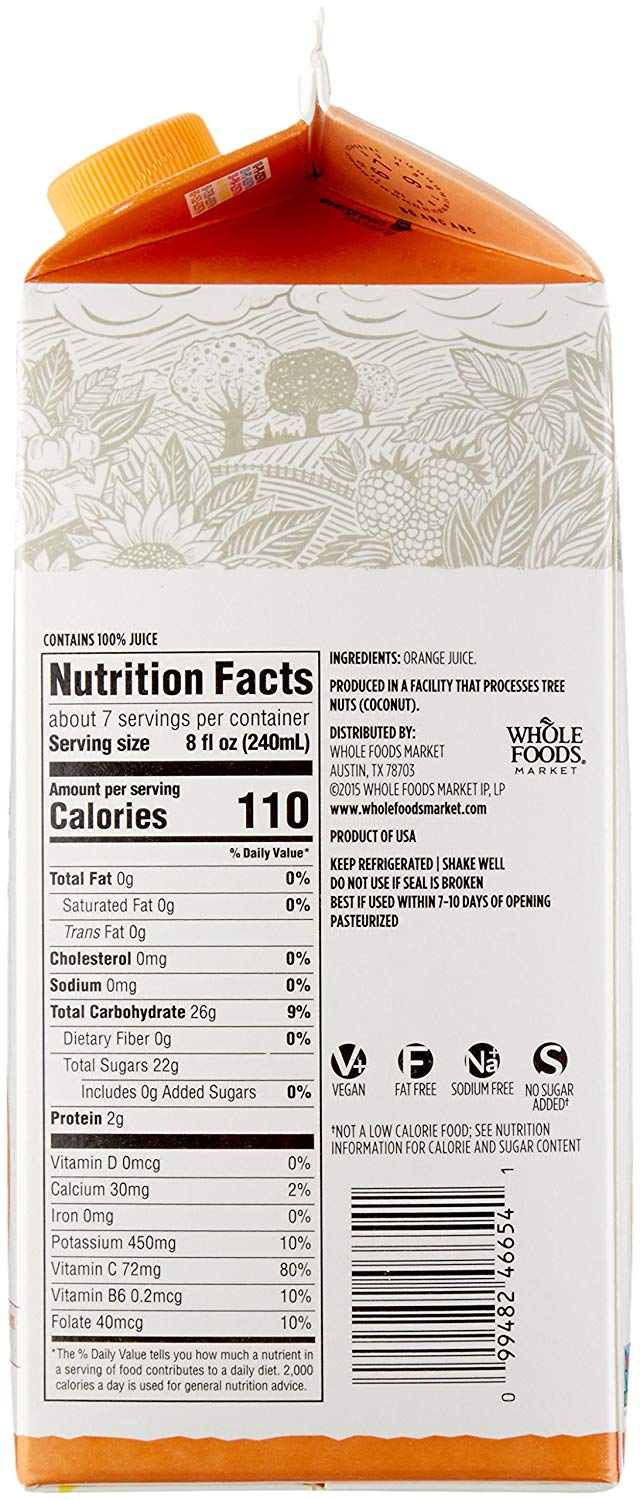 evergreen
packaging
67 9
NG ABG ABC
CONTAINS 100% JUICE
Nutrition Facts
about 7 servings per container
Serving size 8 fl oz (240mL)
Amount per serving
Calories 110
% Daily Value*
Total Fat 0g 0%
Saturated Fat 0g 0%
Trans Fat 0g
Cholesterol 0mg 0%
Sodium 0mg 0%
Total Carbohydrate 26g 9%
Dietary Fiber 0g 0%
Total Sugars 22g
Includes 0g Added Sugars 0%
Protein 2g
Vitamin D 0mcg 0%
Calcium 30mg 2%
Iron 0mg 0%
Potassium 450mg 10%
Vitamin C 72mg 80%
Vitamin B6 0.2mcg 10%
Folate 40mcg 10%
*The % Daily Value tells you how much a nutrient in
a serving of food contributes to a daily diet. 2,000
calories a day is used for general nutrition advice.
INGREDIENTS: ORANGE JUICE.
PRODUCED IN A FACILITY THAT PROCESSES TREE
NUTS (COCONUT).
DISTRIBUTED BY:
WHOLE FOODS MARKET
AUSTIN, TX 78703
©2015 WHOLE FOODS MARKET IP, LP
www.wholefoodsmarket.com
WHOLE
FOODS®
MARKET
PRODUCT OF USA
KEEP REFRIGERATED | SHAKE WELL
DO NOT USE IF SEAL IS BROKEN
BEST IF USED WITHIN 7-10 DAYS OF OPENING
PASTEURIZED
V+ F Na+ S
VEGAN FAT FREE SODIUM FREE NO SUGAR
ADDED†
†NOT A LOW CALORIE FOOD; SEE NUTRITION
INFORMATION FOR CALORIE AND SUGAR CONTENT
0 99482 46654 1